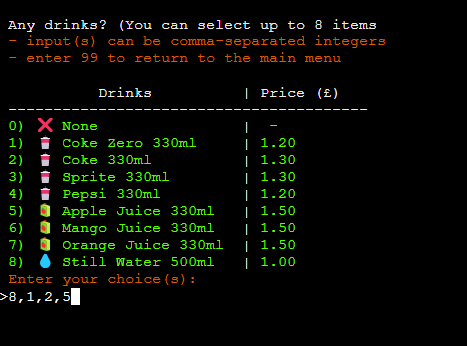 Any drinks? (You can select up to 8 items
- input(s) can be comma-separated integers
- enter 99 to return to the main menu
Drinks | Price (£)
----------------------------------------
0) ❌ None | -
1) 🥤 Coke Zero 330ml | 1.20
2) 🥤 Coke 330ml | 1.30
3) 🥤 Sprite 330ml | 1.30
4) 🥤 Pepsi 330ml | 1.20
5) 🧃 Apple Juice 330ml | 1.50
6) 🧃 Mango Juice 330ml | 1.50
7) 🧃 Orange Juice 330ml | 1.50
8) 💧 Still Water 500ml | 1.00
Enter your choice(s):
>8,1,2,5